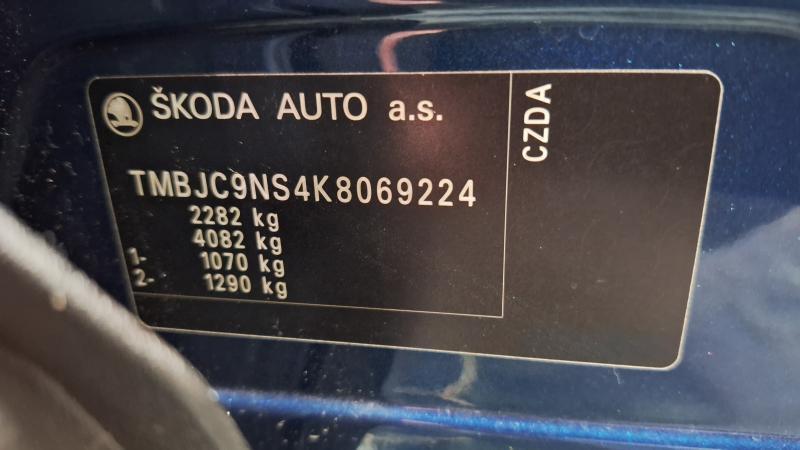 ŠKODA AUTO a.s.
TMBJC9NS4K8069224
2282 kg
4082 kg
1- 1070 kg
2- 1290 kg
CZDA